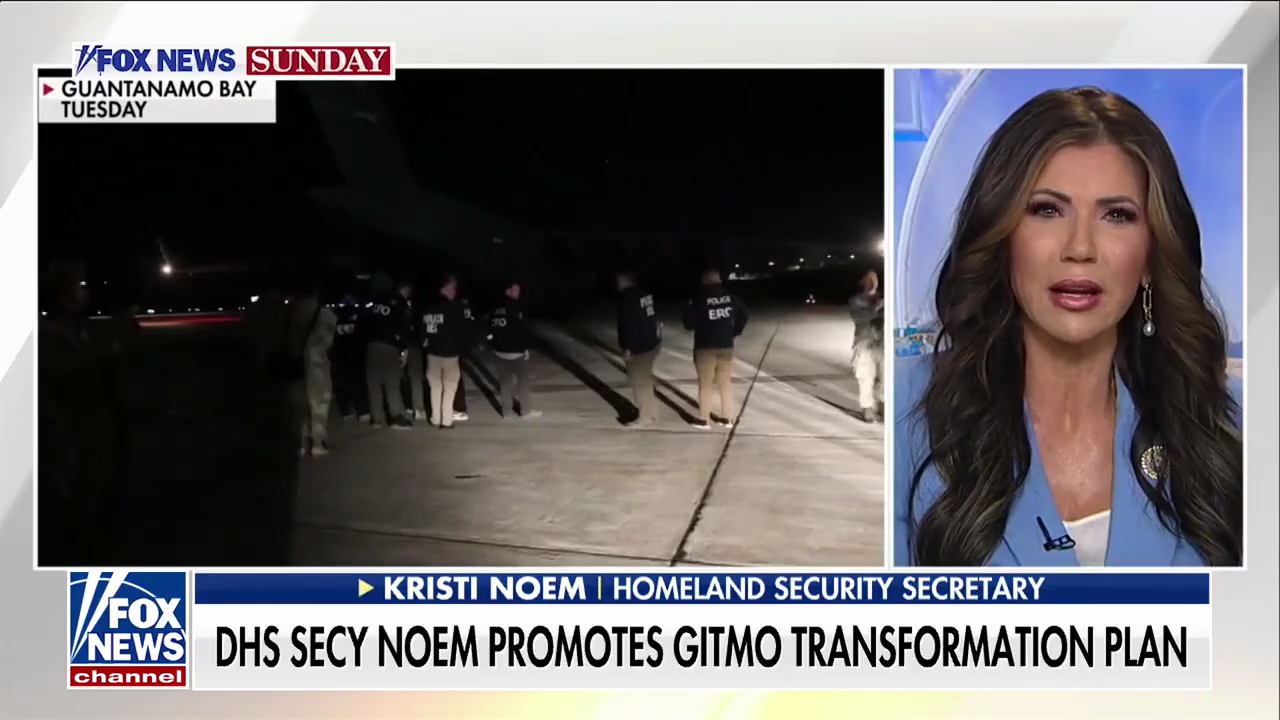 FOX NEWS SUNDAY
GUANTANAMO BAY
TUESDAY
POLICE
POLICE
ERO
KRISTI NOEM | HOMELAND SECURITY SECRETARY
FOX
NEWS
channel
DHS SECY NOEM PROMOTES GITMO TRANSFORMATION PLAN